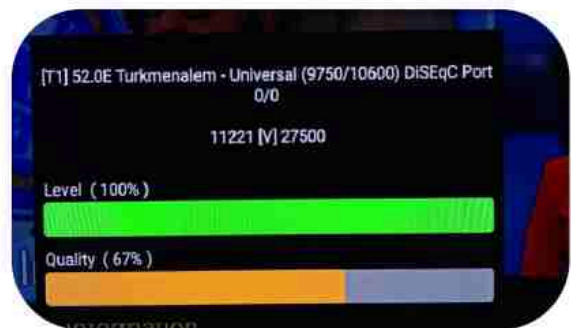 [T1] 52.0E Turkmenalem - Universal (9750/10600) DiSEqC Port
0/0
11221 [V] 27500
Level ( 100% )
Quality ( 67% )